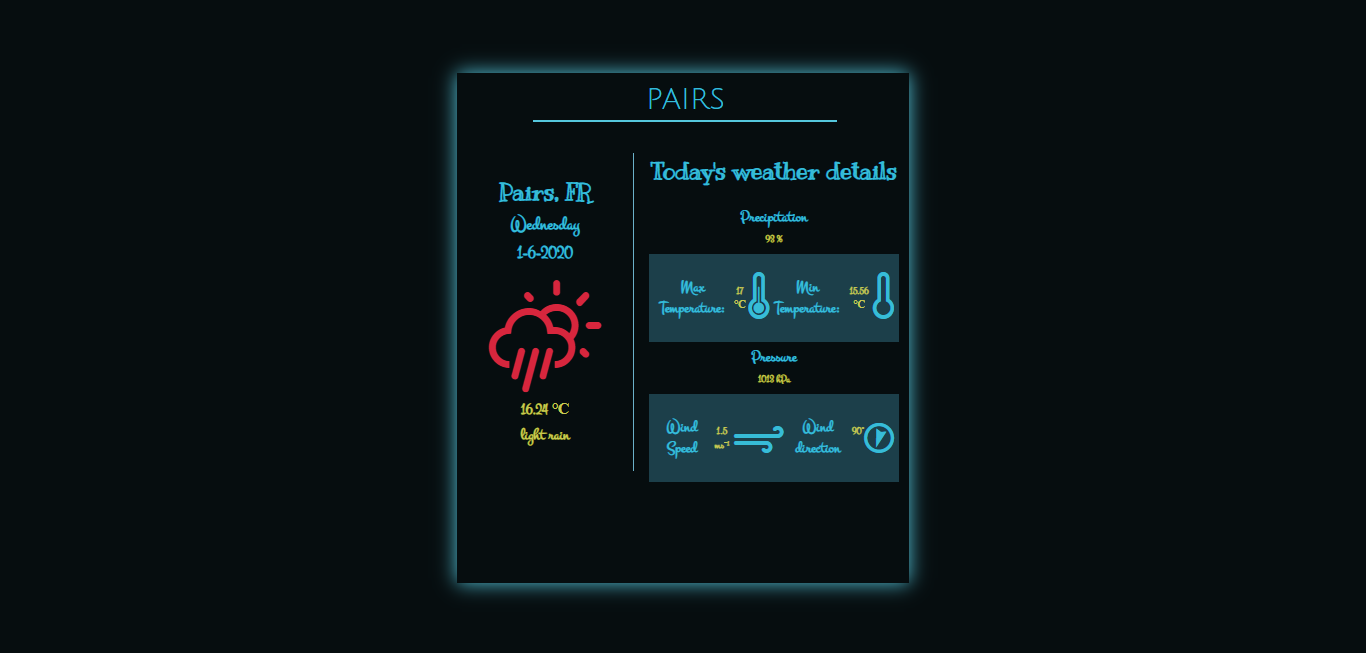 PAIRS
Pairs, FR
Wednesday
1-6-2020
16.24 °C
light rain
Today's weather details
Precipitation
93 %
Max
Temperature:
17
°C
Min
Temperature:
15.56
°C
Pressure
1013
Wind
Speed
1.5
ms⁻¹
Wind
direction
90°